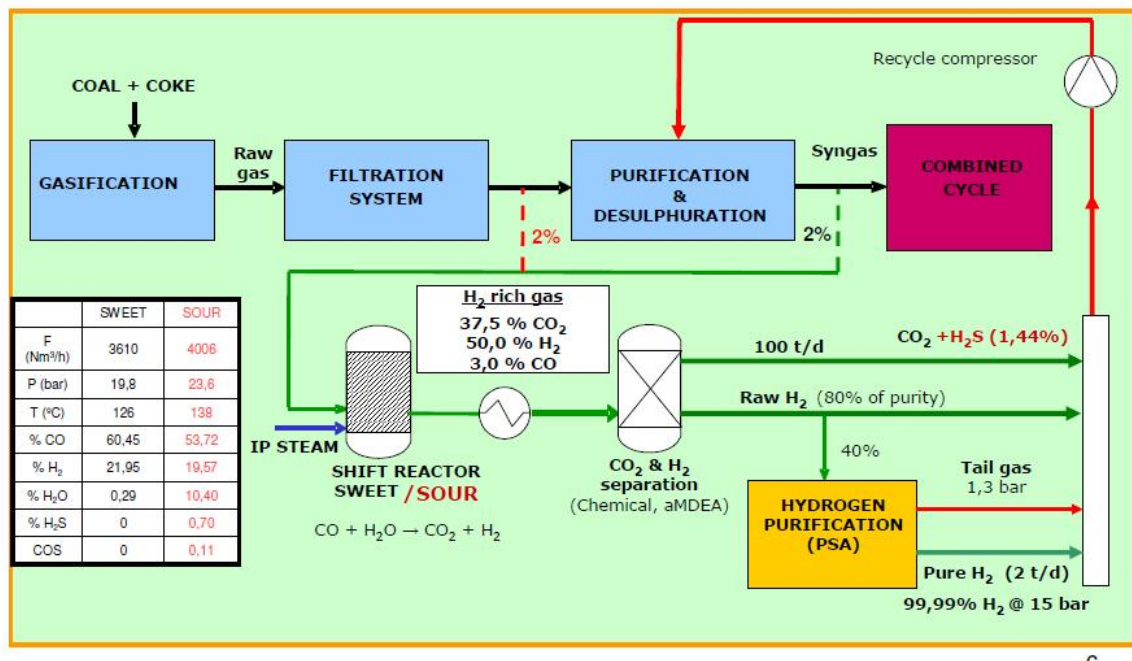 Recycle compressor
COAL + COKE
GASIFICATION
Raw
gas
FILTRATION
SYSTEM
PURIFICATION
&
DESULPHURATION
Syngas
COMBINED
CYCLE
2%
2%
SWEET SOUR
F
(Nm³/h) 3610 4006
P (bar) 19,8 23,6
T (ºC) 126 138
% CO 60,45 53,72
% H₂ 21,95 19,57
% H₂O 0,29 10,40
% H₂S 0 0,70
COS 0 0,11
H₂ rich gas
37,5 % CO₂
50,0 % H₂
3,0 % CO
IP STEAM
SHIFT REACTOR
SWEET /SOUR
CO + H₂O → CO₂ + H₂
CO₂ & H₂
separation
(Chemical, aMDEA)
100 t/d
CO₂ +H₂S (1,44%)
Raw H₂ (80% of purity)
40%
HYDROGEN
PURIFICATION
(PSA)
Tail gas
1,3 bar
Pure H₂ (2 t/d)
99,99% H₂ @ 15 bar